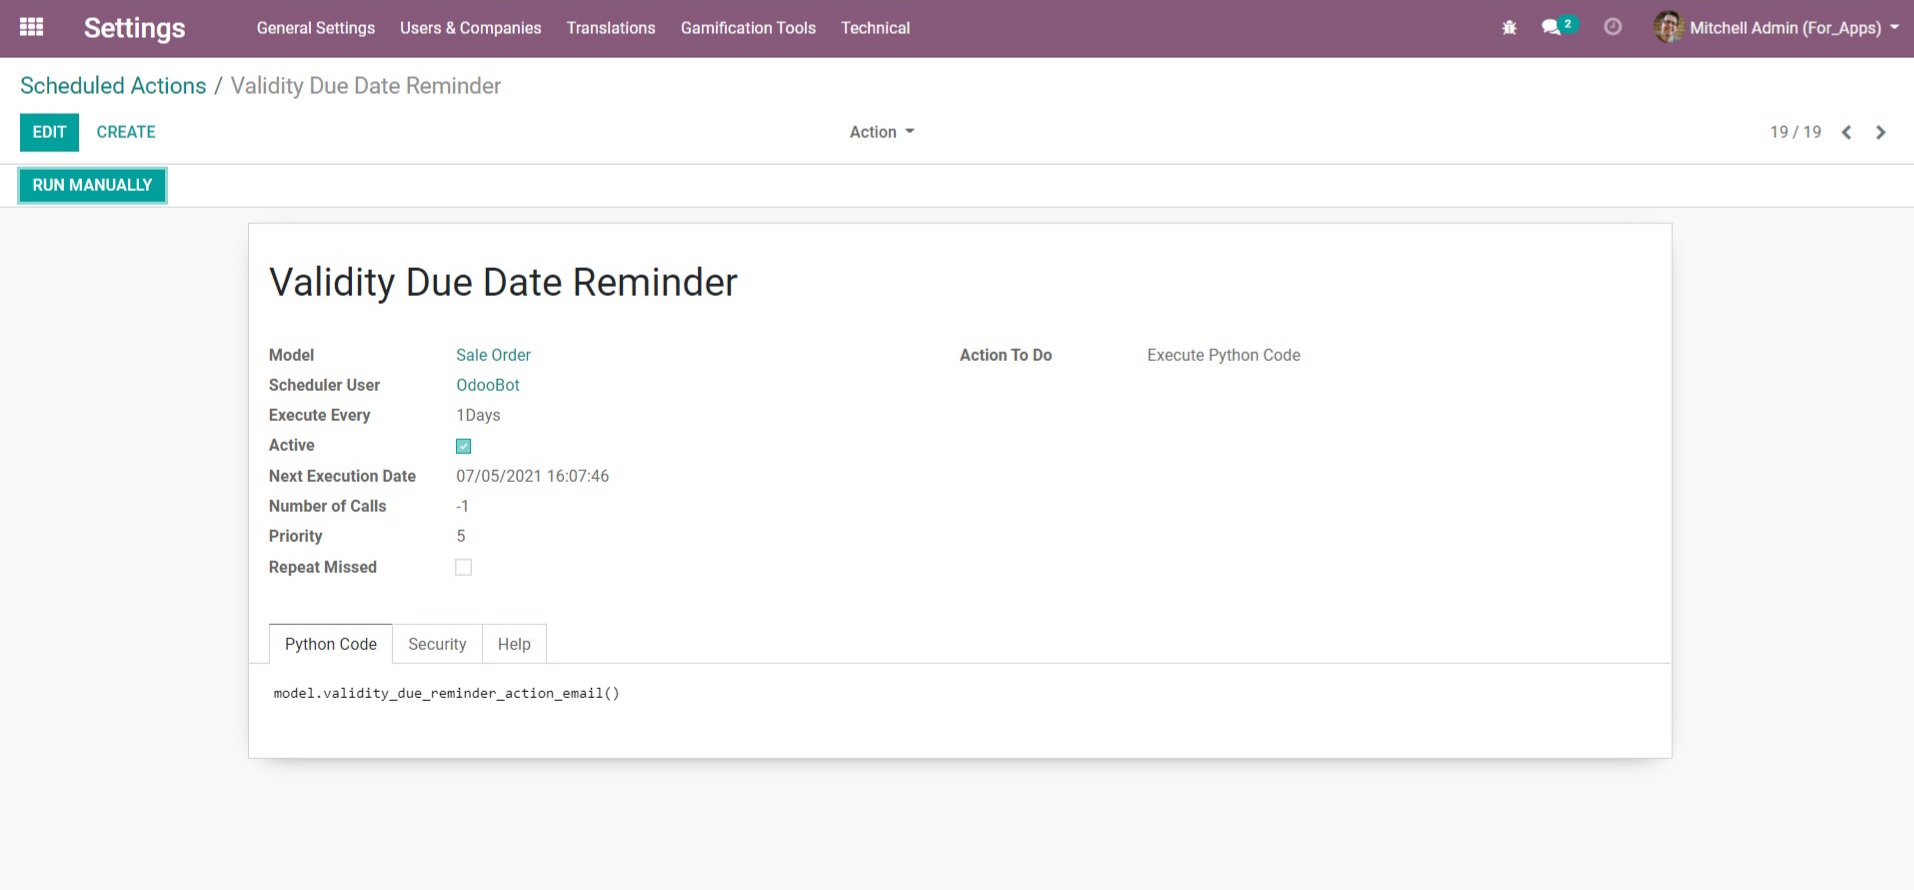 Settings General Settings Users & Companies Translations Gamification Tools Technical 2 Mitchell Admin (For_Apps)
Scheduled Actions / Validity Due Date Reminder
EDIT CREATE Action 19 / 19
RUN MANUALLY
Validity Due Date Reminder
Model Sale Order Action To Do Execute Python Code
Scheduler User OdooBot
Execute Every 1Days
Active
Next Execution Date 07/05/2021 16:07:46
Number of Calls -1
Priority 5
Repeat Missed
Python Code Security Help
model.validity_due_reminder_action_email()